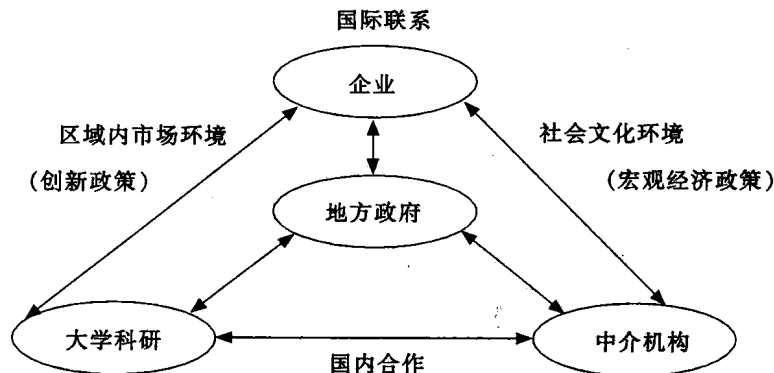 国际联系
企业
区域内市场环境
社会文化环境
(创新政策)
(宏观经济政策)
地方政府
大学科研
中介机构
国内合作